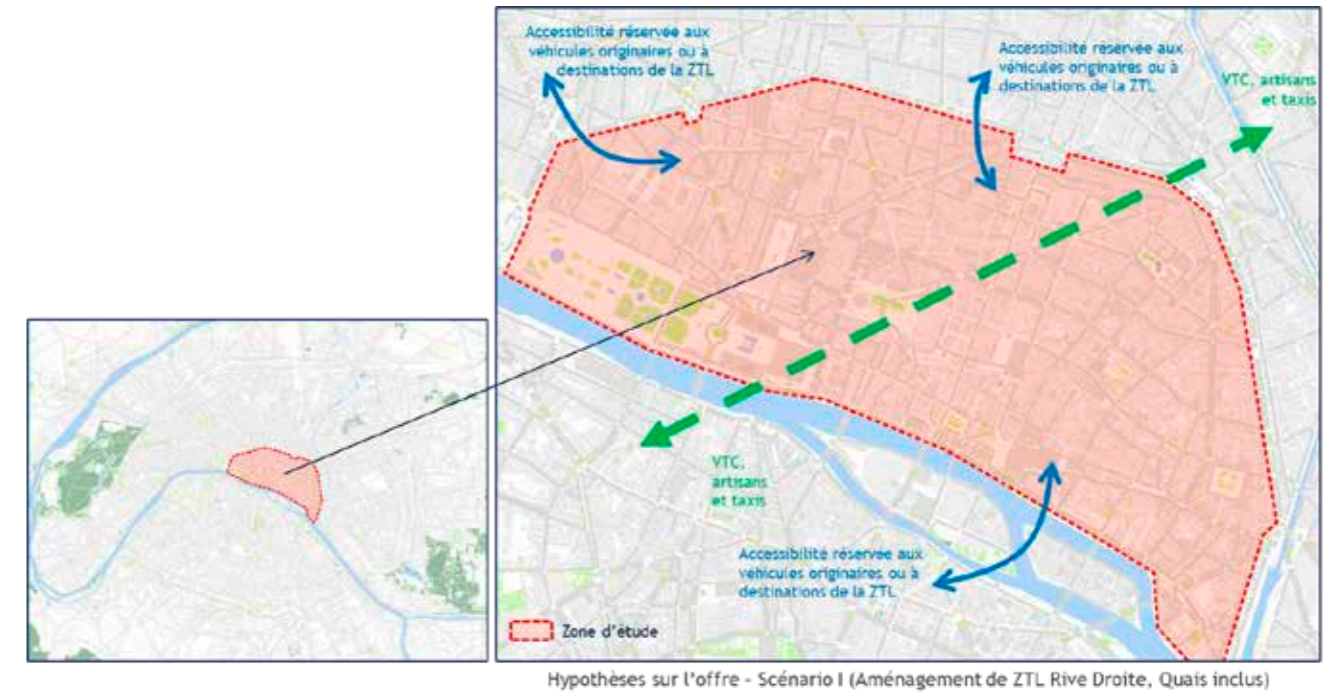 Accessibilité réservée aux
véhicules originaires ou à
destinations de la ZTL
Accessibilité réservée aux
véhicules originaires ou à
destinations de la ZTL
VTC, artisans
et taxis
VTC,
artisans
et taxis
Accessibilité réservée aux
véhicules originaires ou à
destinations de la ZTL
Zone d'étude
Hypothèses sur l'offre - Scénario I (Aménagement de ZTL Rive Droite, Quais inclus)